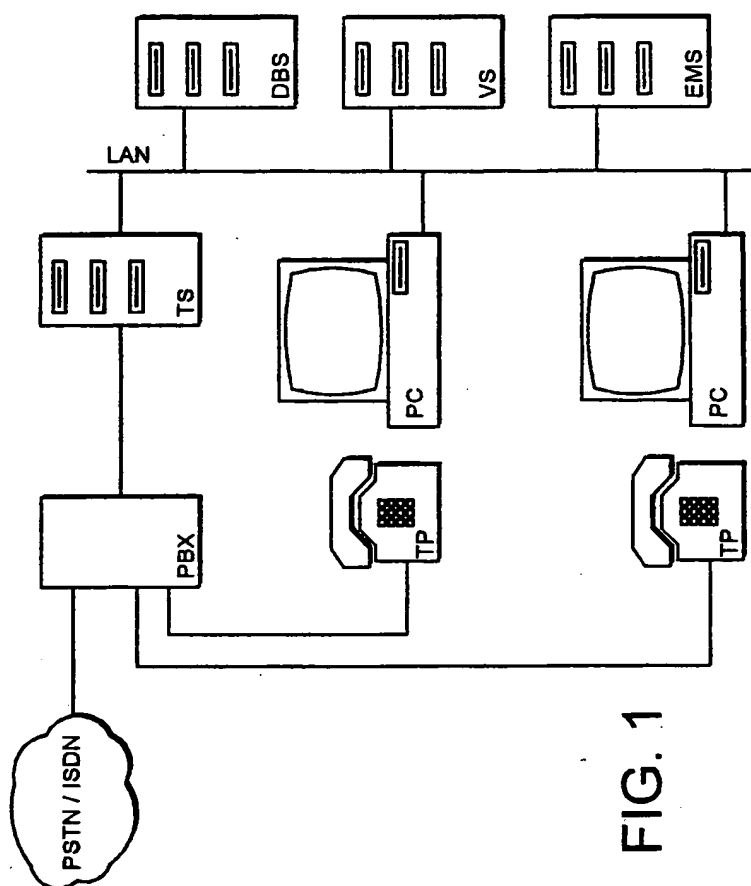 PSTN / ISDN
PBX
TS
LAN
DBS
VS
EMS
TP
PC
TP
PC
FIG. 1